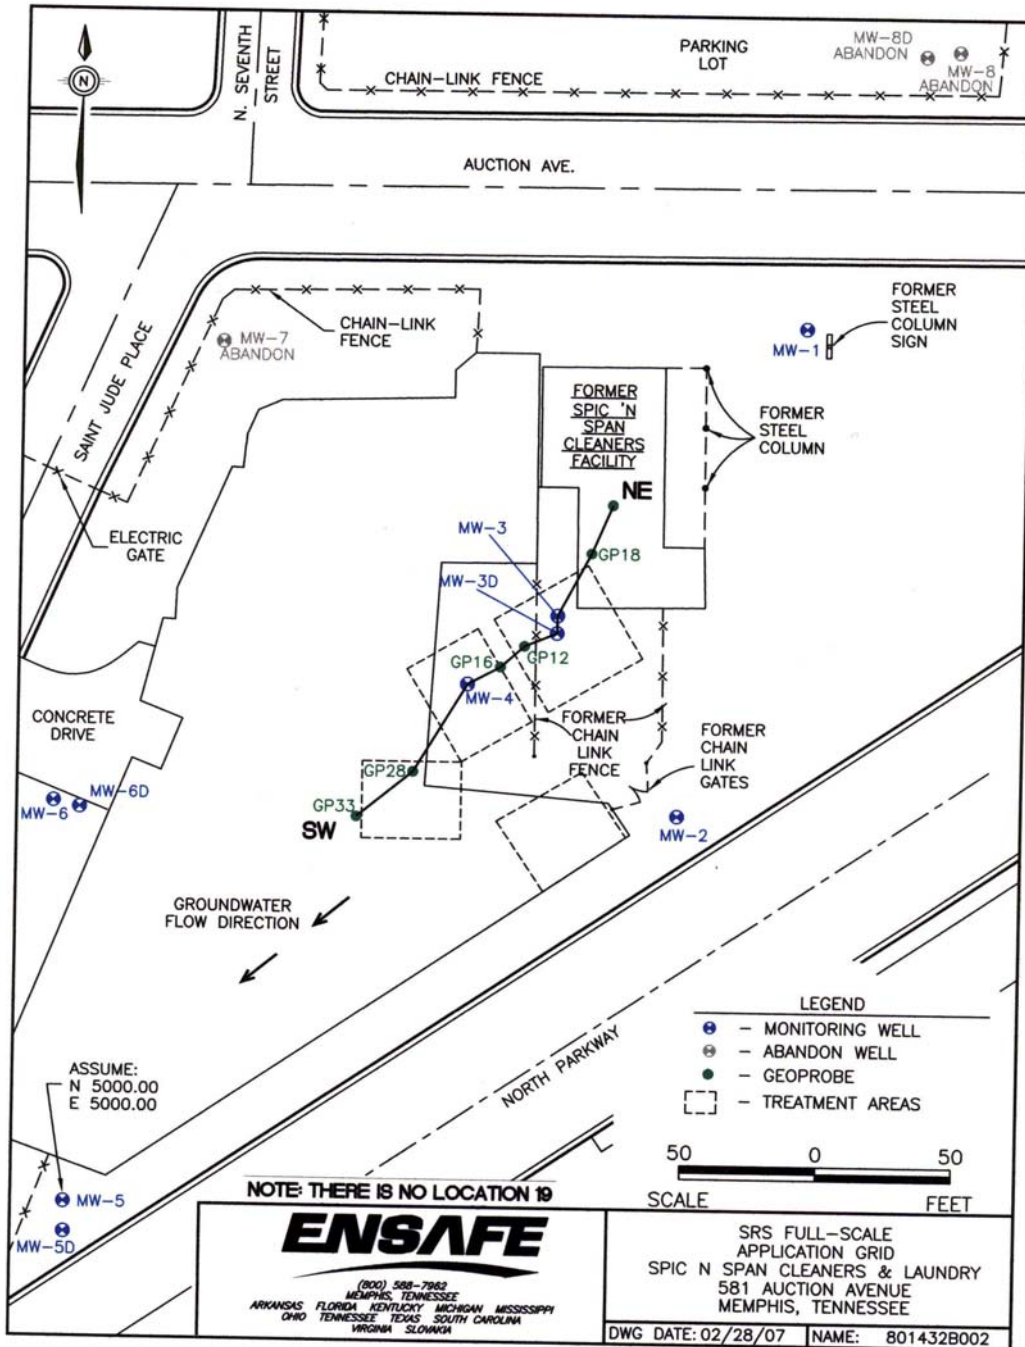 MW-8D
ABANDON
PARKING
LOT
MW-8
ABANDON
N
N. SEVENTH
STREET
CHAIN-LINK FENCE
AUCTION AVE.
SAINT JUDE PLACE
MW-7
ABANDON
CHAIN-LINK
FENCE
FORMER
STEEL
COLUMN
SIGN
MW-1
FORMER
SPIC 'N
SPAN
CLEANERS
FACILITY
FORMER
STEEL
COLUMN
NE
ELECTRIC
GATE
MW-3
GP18
MW-3D
GP12
GP16
MW-4
CONCRETE
DRIVE
FORMER
CHAIN
LINK
FENCE
FORMER
CHAIN
LINK
GATES
GP28
MW-6D
MW-6
GP33
SW
MW-2
GROUNDWATER
FLOW DIRECTION
NORTH PARKWAY
LEGEND
- MONITORING WELL
- ABANDON WELL
- GEOPROBE
- TREATMENT AREAS
ASSUME:
N 5000.00
E 5000.00
50 0 50
SCALE FEET
MW-5
MW-5D
NOTE: THERE IS NO LOCATION 19
ENSAFE
(800) 588-7962
MEMPHIS, TENNESSEE
ARKANSAS FLORIDA KENTUCKY MICHIGAN MISSISSIPPI
OHIO TENNESSEE TEXAS SOUTH CAROLINA
VIRGINIA SLOVAKIA
SRS FULL-SCALE
APPLICATION GRID
SPIC N SPAN CLEANERS & LAUNDRY
581 AUCTION AVENUE
MEMPHIS, TENNESSEE
DWG DATE: 02/28/07 NAME: 801432B002